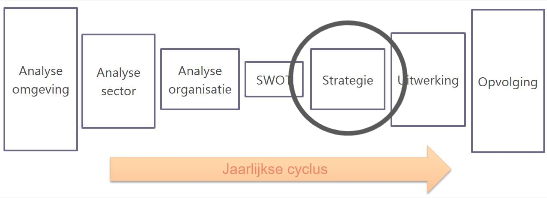 Analyse
omgeving
Analyse
sector
Analyse
organisatie
SWOT
Strategie
Uitwerking
Opvolging
Jaarlijkse cyclus